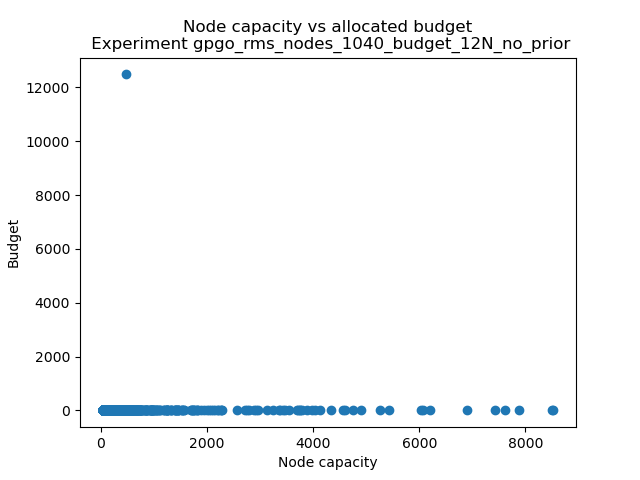 Node capacity vs allocated budget
Experiment gpgo_rms_nodes_1040_budget_12N_no_prior
12000
10000
8000
6000
4000
2000
0
Budget
0 2000 4000 6000 8000
Node capacity